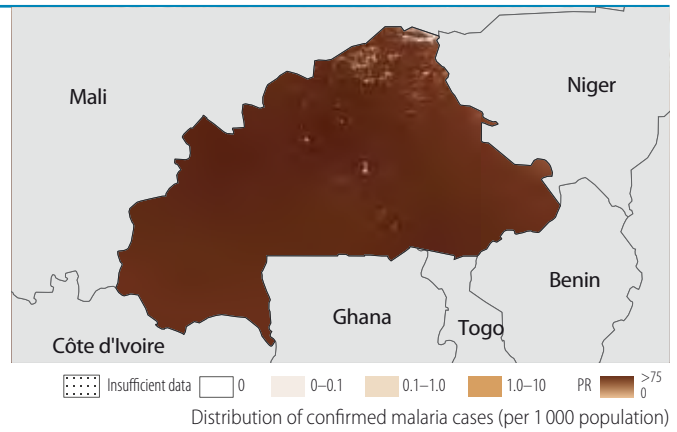 Mali
Niger
Benin
Ghana
Togo
Côte d'Ivoire
Insufficient data 0 0–0.1 0.1–1.0 1.0–10 PR >75
0
Distribution of confirmed malaria cases (per 1 000 population)